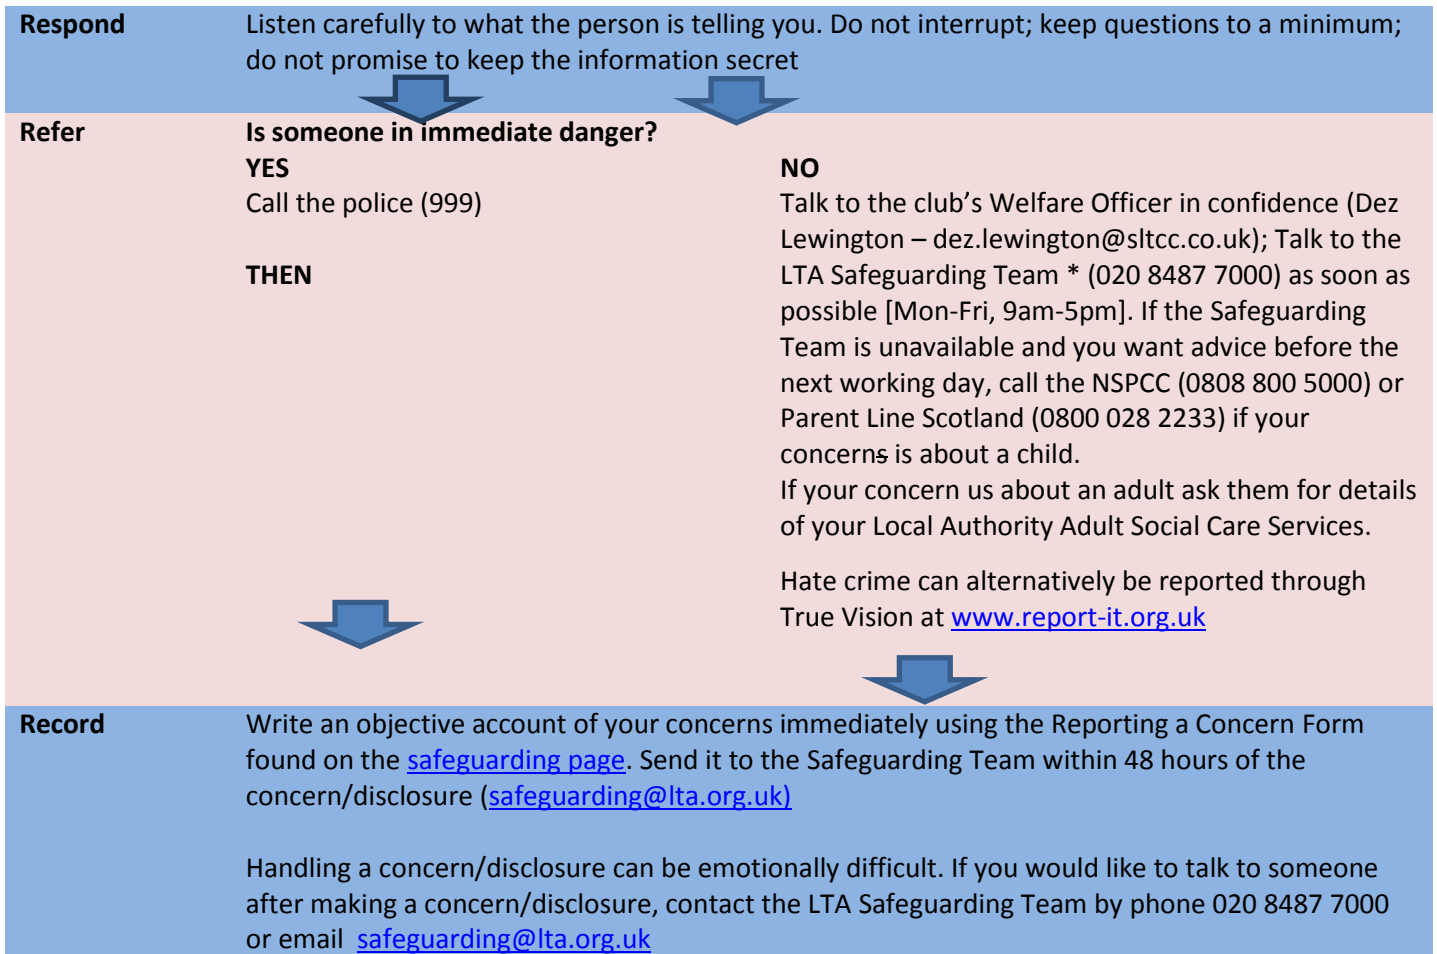 Respond
Listen carefully to what the person is telling you. Do not interrupt; keep questions to a minimum;
do not promise to keep the information secret
Refer
Is someone in immediate danger?
YES
Call the police (999)
THEN
NO
Talk to the club’s Welfare Officer in confidence (Dez
Lewington – dez.lewington@sltcc.co.uk); Talk to the
LTA Safeguarding Team * (020 8487 7000) as soon as
possible [Mon-Fri, 9am-5pm]. If the Safeguarding
Team is unavailable and you want advice before the
next working day, call the NSPCC (0808 800 5000) or
Parent Line Scotland (0800 028 2233) if your
concerns is about a child.
If your concern us about an adult ask them for details
of your Local Authority Adult Social Care Services.
Hate crime can alternatively be reported through
True Vision at www.report-it.org.uk
Record
Write an objective account of your concerns immediately using the Reporting a Concern Form
found on the safeguarding page. Send it to the Safeguarding Team within 48 hours of the
concern/disclosure (safeguarding@lta.org.uk)
Handling a concern/disclosure can be emotionally difficult. If you would like to talk to someone
after making a concern/disclosure, contact the LTA Safeguarding Team by phone 020 8487 7000
or email safeguarding@lta.org.uk